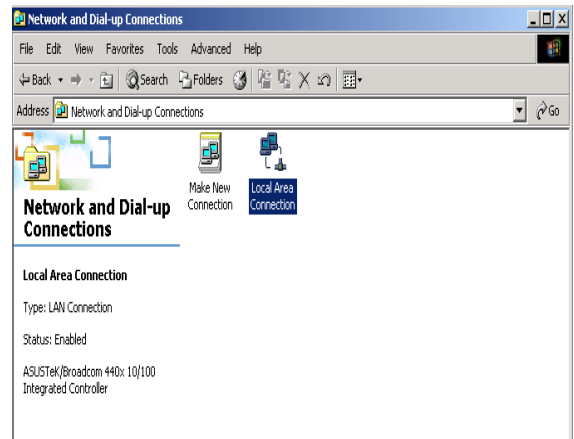 Network and Dial-up Connections
File Edit View Favorites Tools Advanced Help
Back Search Folders
Address Network and Dial-up Connections Go
Make New
Connection
Local Area
Connection
Network and Dial-up
Connections
Local Area Connection
Type: LAN Connection
Status: Enabled
ASUSTeK/Broadcom 440x 10/100
Integrated Controller